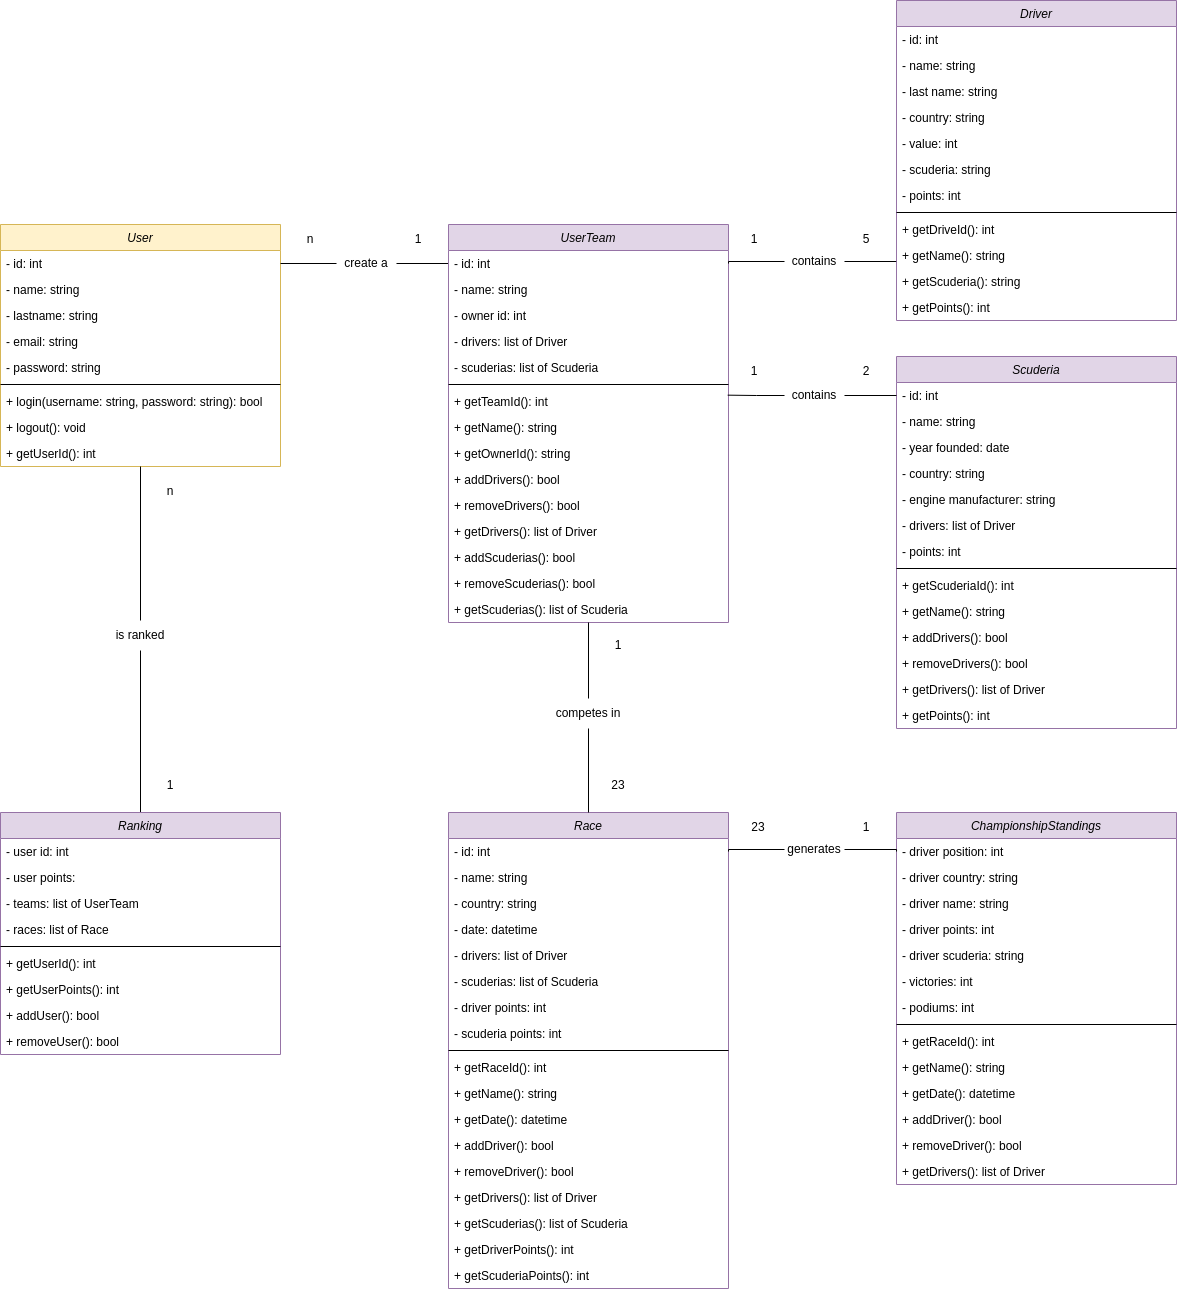 Driver
- id: int
- name: string
- last name: string
- country: string
- value: int
- scuderia: string
- points: int
+ getDriveId(): int
+ getName(): string
+ getScuderia(): string
+ getPoints(): int
User
- id: int
- name: string
- lastname: string
- email: string
- password: string
+ login(username: string, password: string): bool
+ logout(): void
+ getUserId(): int
n
create a
1
UserTeam
- id: int
- name: string
- owner id: int
- drivers: list of Driver
- scuderias: list of Scuderia
+ getTeamId(): int
+ getName(): string
+ getOwnerId(): string
+ addDrivers(): bool
+ removeDrivers(): bool
+ getDrivers(): list of Driver
+ addScuderias(): bool
+ removeScuderias(): bool
+ getScuderias(): list of Scuderia
1
contains
5
1
contains
2
Scuderia
- id: int
- name: string
- year founded: date
- country: string
- engine manufacturer: string
- drivers: list of Driver
- points: int
+ getScuderiaId(): int
+ getName(): string
+ addDrivers(): bool
+ removeDrivers(): bool
+ getDrivers(): list of Driver
+ getPoints(): int
n
is ranked
1
1
competes in
23
Ranking
- user id: int
- user points:
- teams: list of UserTeam
- races: list of Race
+ getUserId(): int
+ getUserPoints(): int
+ addUser(): bool
+ removeUser(): bool
Race
- id: int
- name: string
- country: string
- date: datetime
- drivers: list of Driver
- scuderias: list of Scuderia
- driver points: int
- scuderia points: int
+ getRaceId(): int
+ getName(): string
+ getDate(): datetime
+ addDriver(): bool
+ removeDriver(): bool
+ getDrivers(): list of Driver
+ getScuderias(): list of Scuderia
+ getDriverPoints(): int
+ getScuderiaPoints(): int
23
generates
1
ChampionshipStandings
- driver position: int
- driver country: string
- driver name: string
- driver points: int
- driver scuderia: string
- victories: int
- podiums: int
+ getRaceId(): int
+ getName(): string
+ getDate(): datetime
+ addDriver(): bool
+ removeDriver(): bool
+ getDrivers(): list of Driver